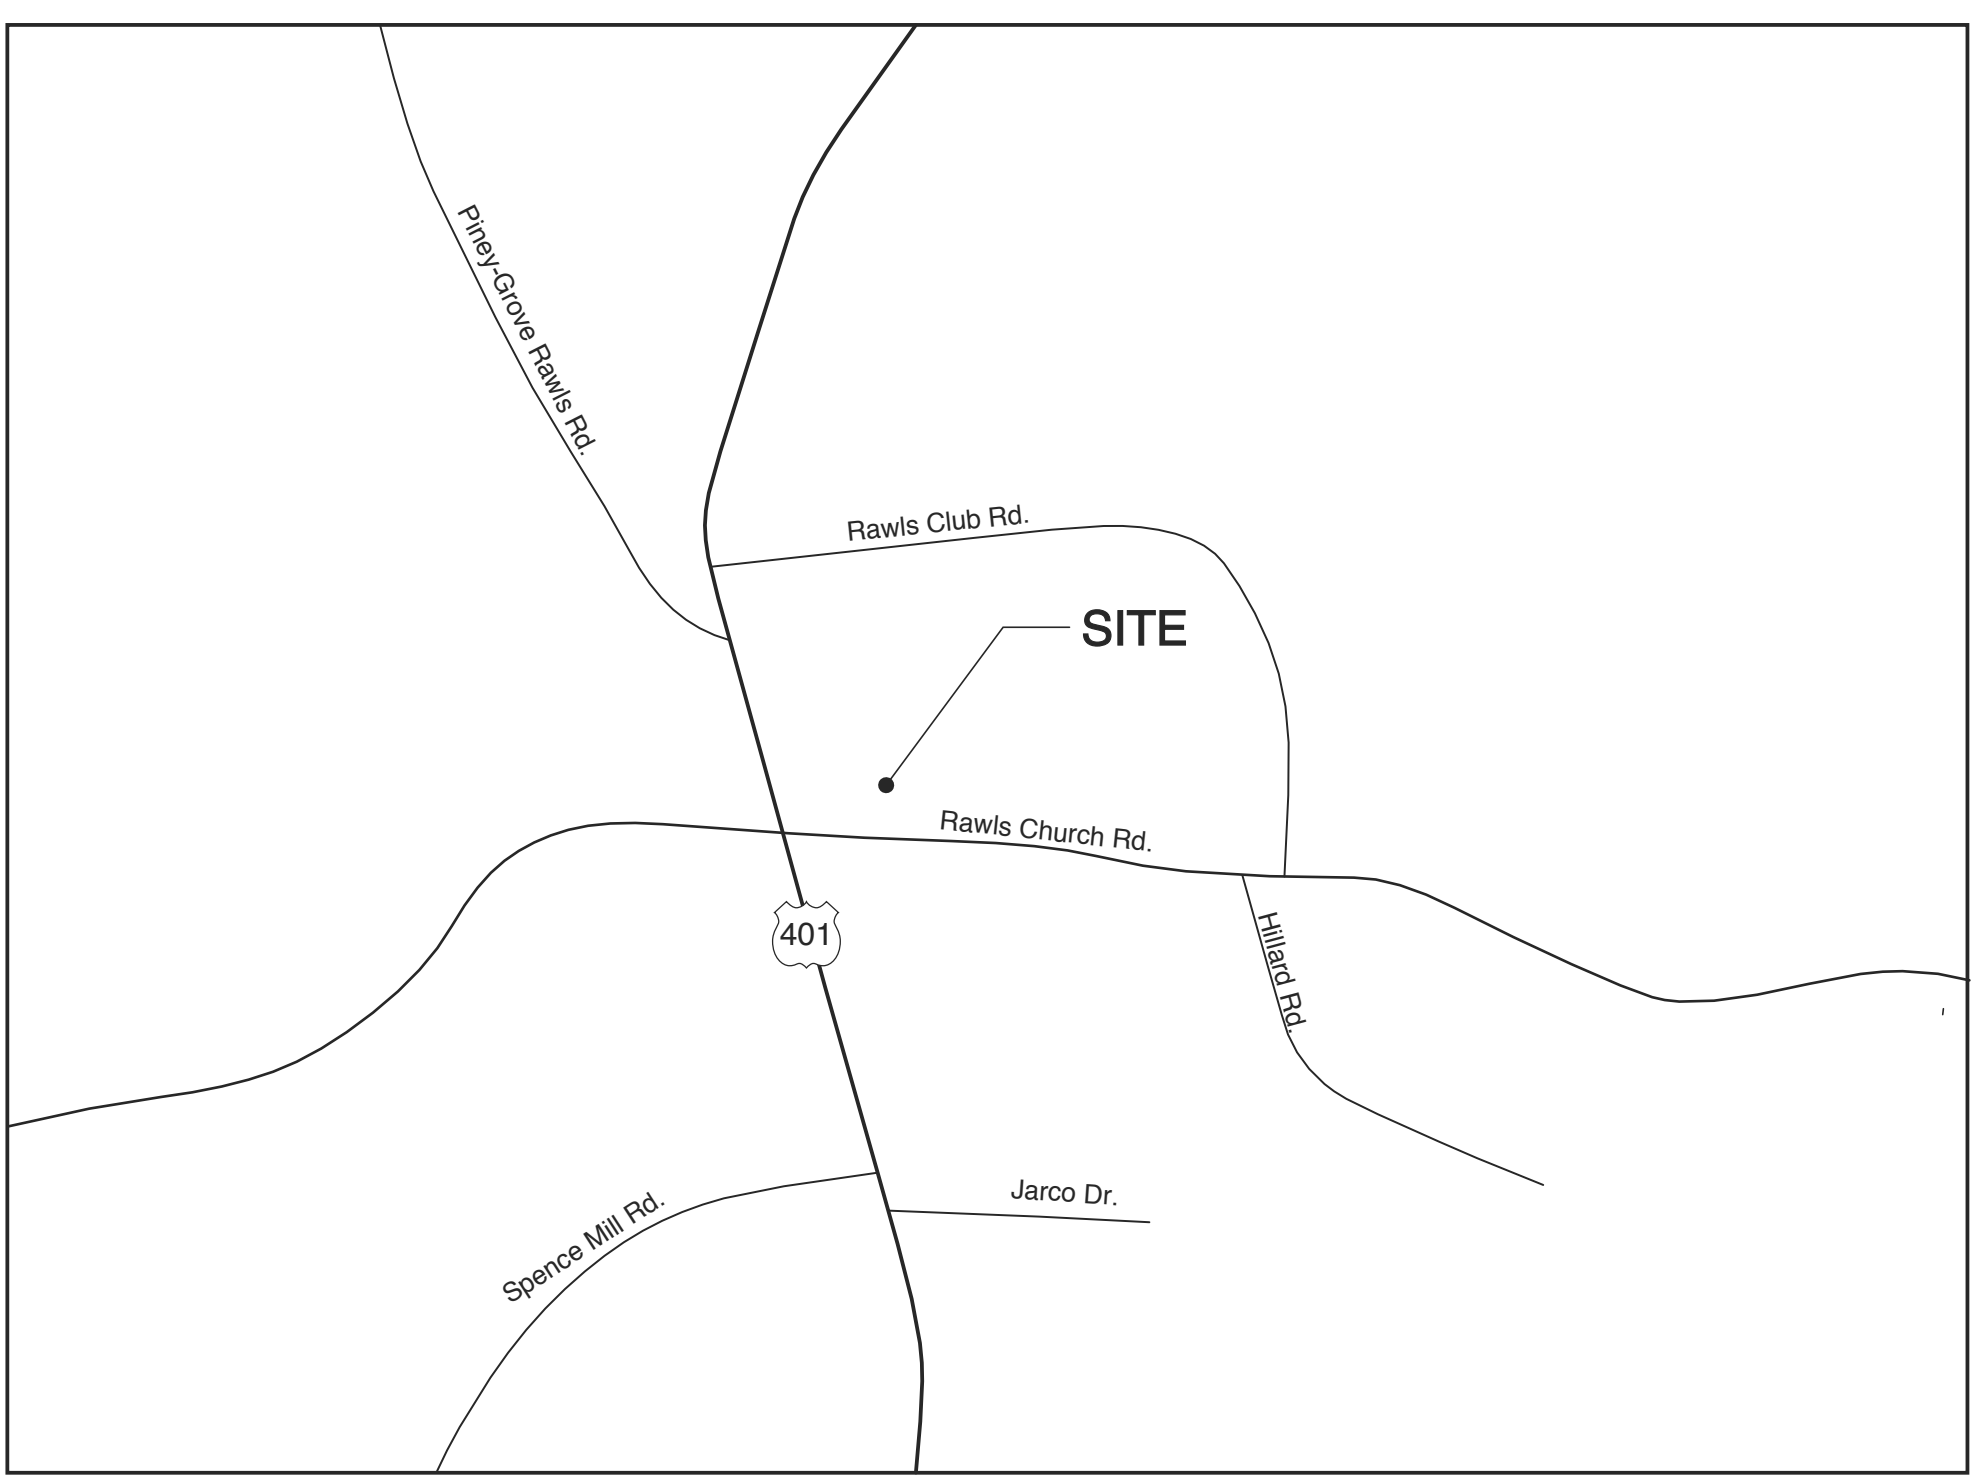 Piney-Grove Rawls Rd.
Rawls Club Rd.
SITE
Rawls Church Rd.
401
Hillard Rd.
Jarco Dr.
Spence Mill Rd.